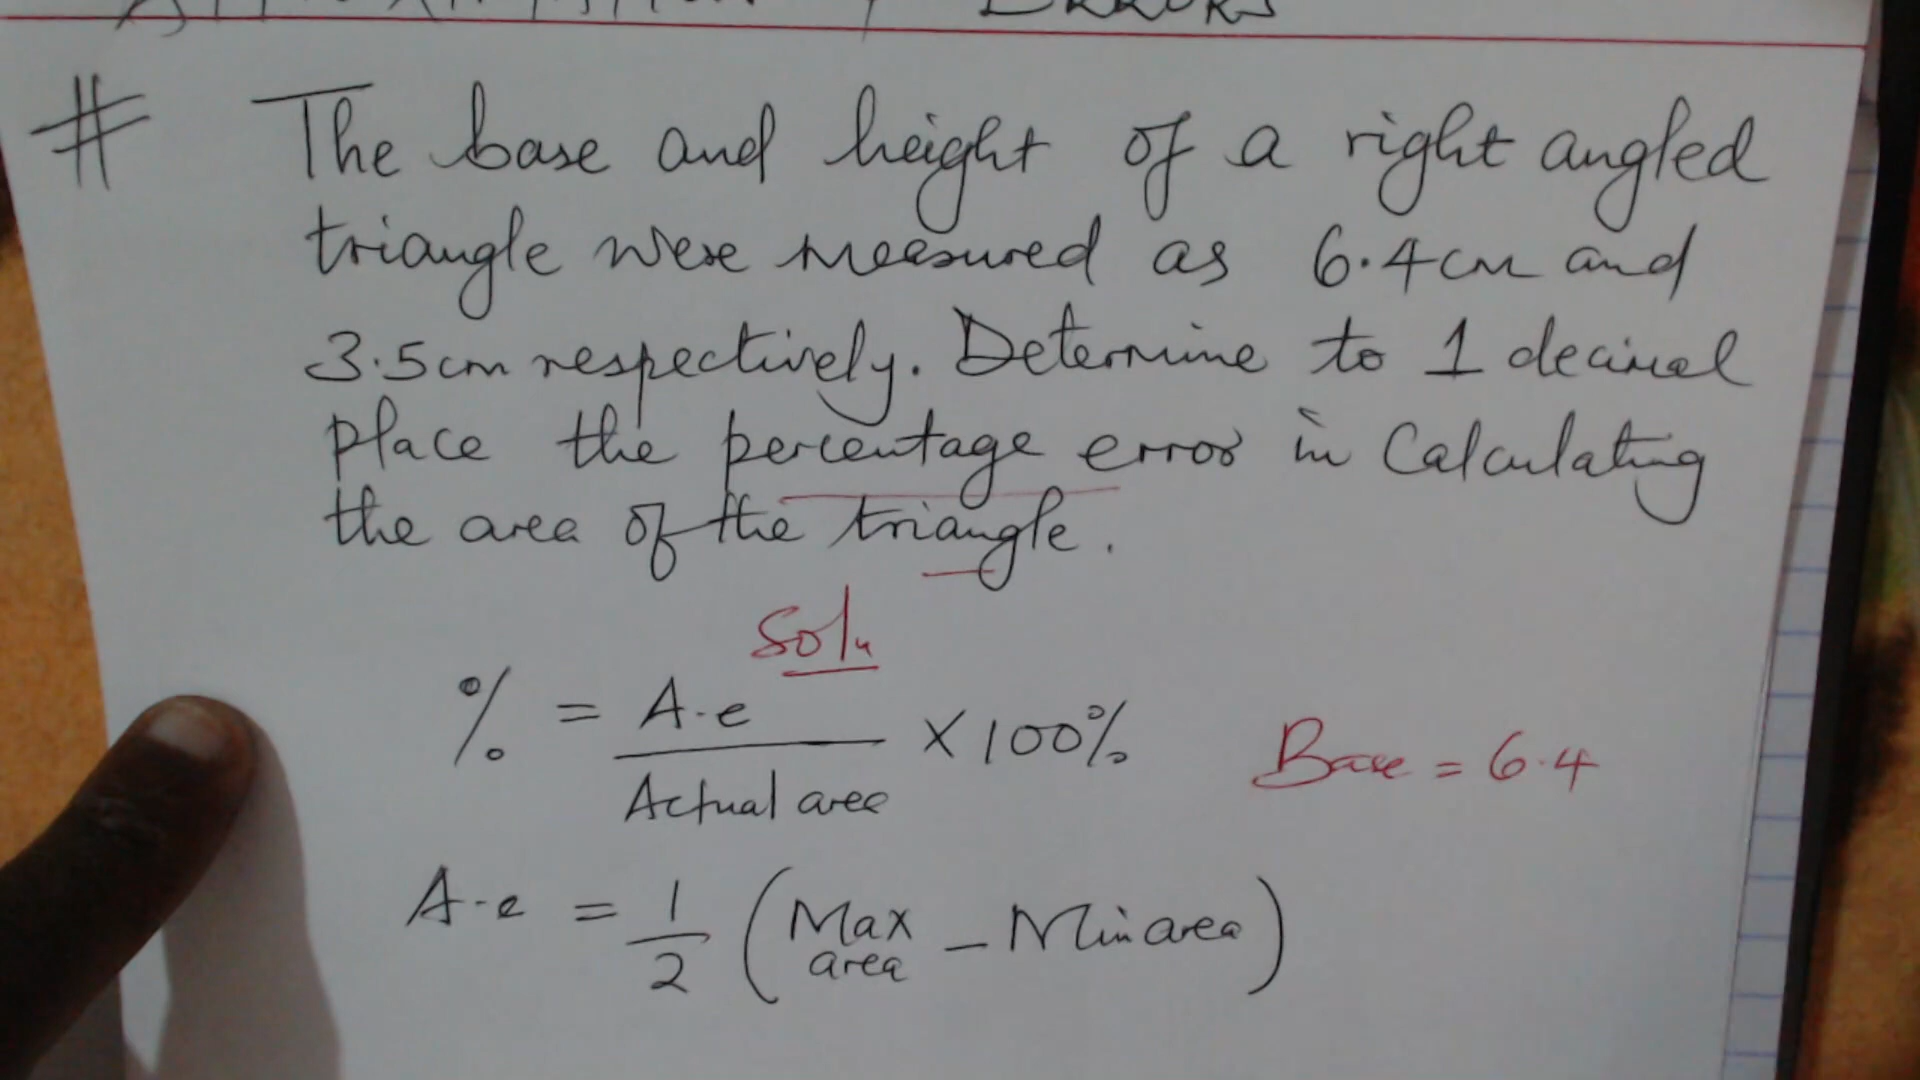 ERRORS
# The base and height of a right angled
triangle were measured as 6.4cm and
3.5cm respectively. Determine to 1 decimal
place the percentage error in Calculating
the area of the triangle.
Soln
% = A.e / Actual area × 100%
Base = 6.4
A.e = 1/2 (Max area - Min area)